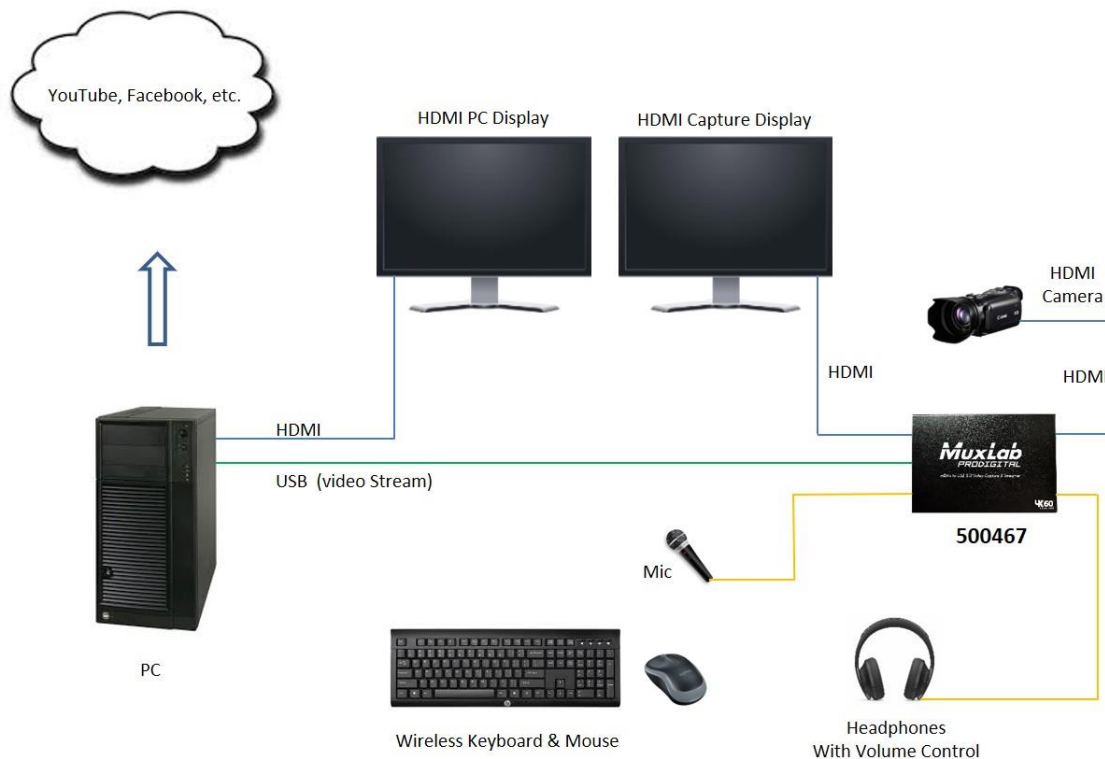 YouTube, Facebook, etc.
HDMI PC Display
HDMI Capture Display
HDMI
Camera
HDMI
HDMI
HDMI
USB (video Stream)
MuxLab
PRODIGITAL
4K60
500467
Mic
PC
Wireless Keyboard & Mouse
Headphones
With Volume Control